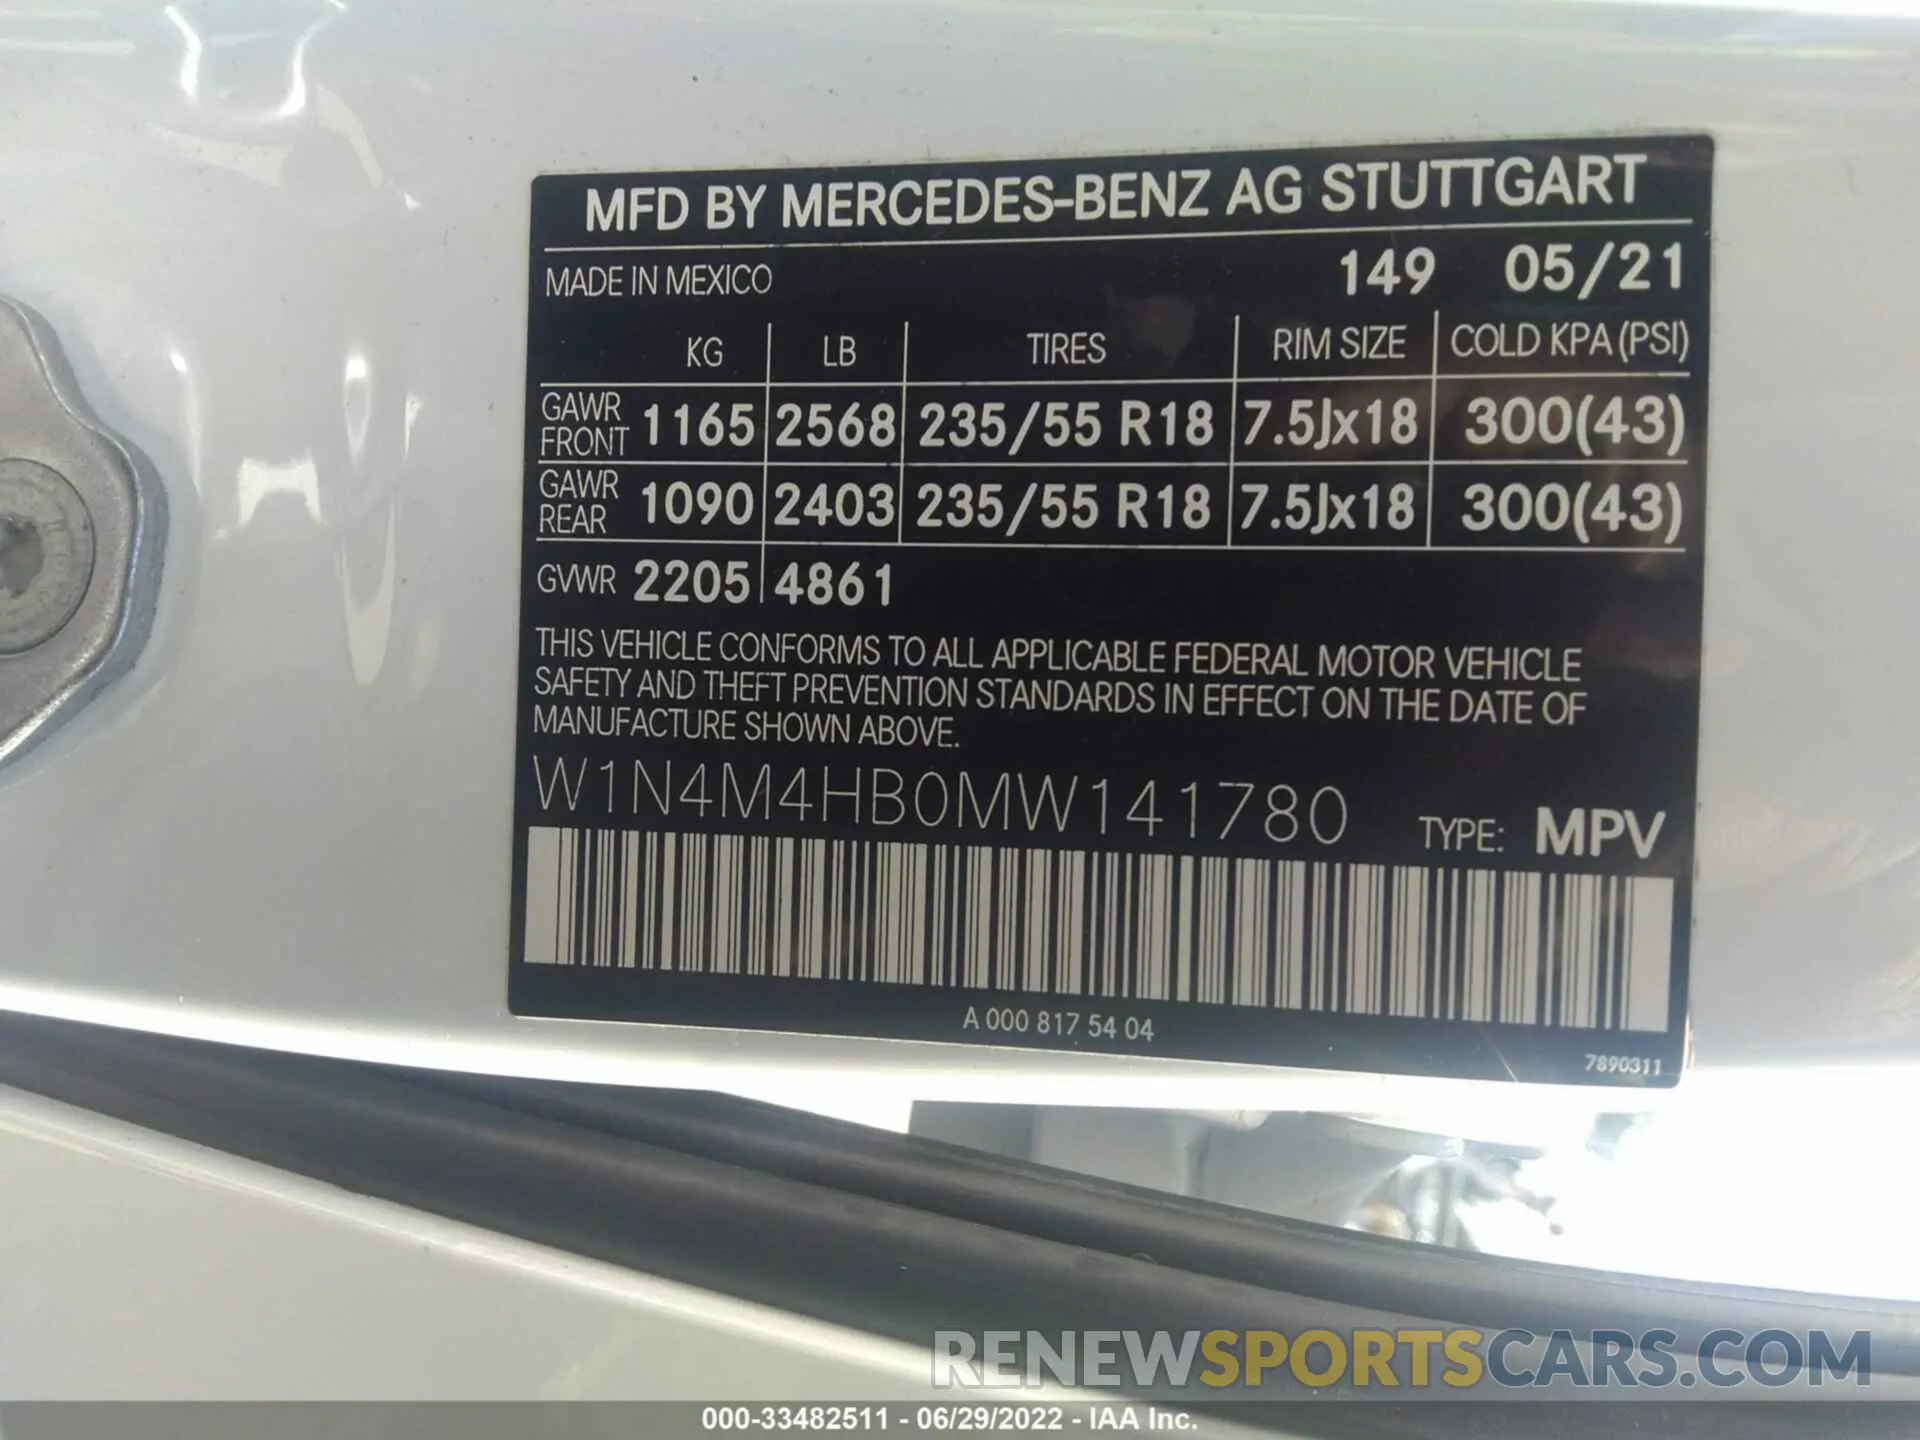 MFD BY MERCEDES-BENZ AG STUTTGART
MADE IN MEXICO 149 05/21
KG LB TIRES RIM SIZE COLD KPA (PSI)
GAWR FRONT 1165 2568 235/55 R18 7.5Jx18 300(43)
GAWR REAR 1090 2403 235/55 R18 7.5Jx18 300(43)
GVWR 2205 4861
THIS VEHICLE CONFORMS TO ALL APPLICABLE FEDERAL MOTOR VEHICLE
SAFETY AND THEFT PREVENTION STANDARDS IN EFFECT ON THE DATE OF
MANUFACTURE SHOWN ABOVE.
W1N4M4HB0MW141780 TYPE: MPV
A 000 817 54 04
7890311
RENEWSPORTSCARS.COM
000-33482511 - 06/29/2022 - IAA Inc.